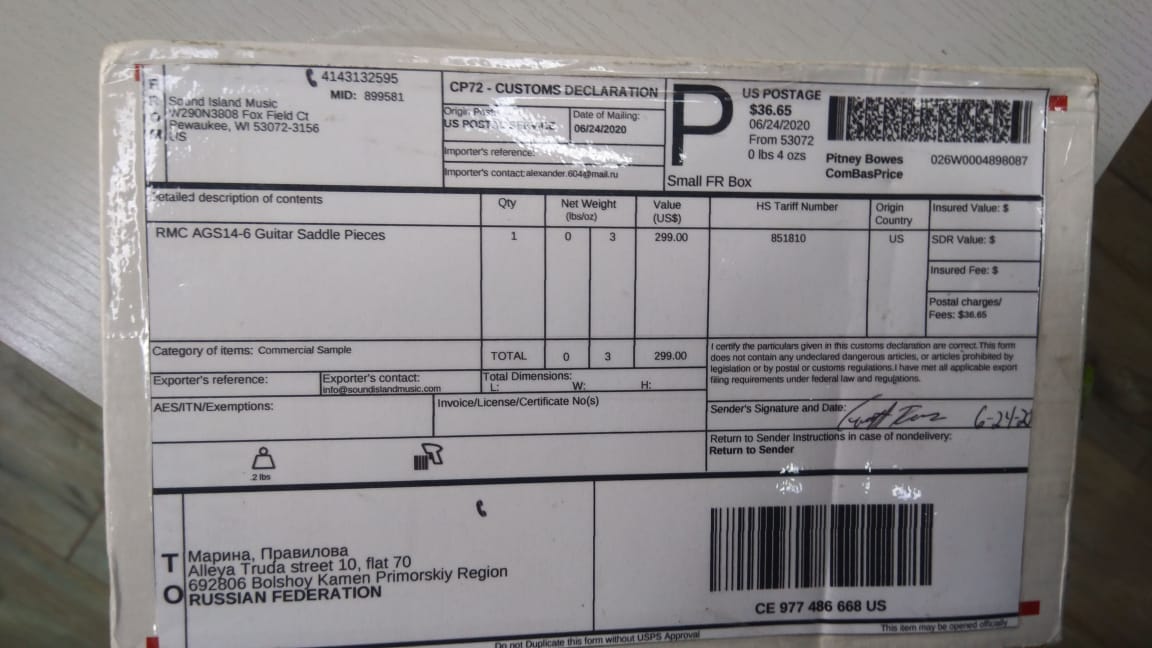 FROM
4143132595
MID: 899581
Sound Island Music
W290N3808 Fox Field Ct
Pewaukee, WI 53072-3156
US
CP72 - CUSTOMS DECLARATION
Origin Post:
US POSTAL SERVICE
Date of Mailing:
06/24/2020
Importer's reference:
Importer's contact:alexander.604@mail.ru
P
US POSTAGE
$36.65
06/24/2020
From 53072
0 lbs 4 ozs
Small FR Box
Pitney Bowes
ComBasPrice
026W0004898087
Detailed description of contents
Qty
Net Weight
(lbs/oz)
Value
(US$)
HS Tariff Number
Origin
Country
Insured Value: $
RMC AGS14-6 Guitar Saddle Pieces
1
0
3
299.00
851810
US
SDR Value: $
Insured Fee: $
Postal charges/
Fees: $36.65
Category of items: Commercial Sample
TOTAL
0
3
299.00
I certify the particulars given in this customs declaration are correct.This form
does not contain any undeclared dangerous articles, or articles prohibited by
legislation or by postal or customs regulations.I have met all applicable export
filing requirements under federal law and regulations.
Exporter's reference:
Exporter's contact:
info@soundislandmusic.com
Total Dimensions:
L: W: H:
AES/ITN/Exemptions:
Invoice/License/Certificate No(s)
Sender's Signature and Date:
6-24-20
Return to Sender Instructions in case of nondelivery:
Return to Sender
.2 lbs
TO
Марина, Правилова
Alleya Truda street 10, flat 70
692806 Bolshoy Kamen Primorskiy Region
RUSSIAN FEDERATION
CE 977 486 668 US
This item may be opened officially
Do not Duplicate this form without USPS Approval